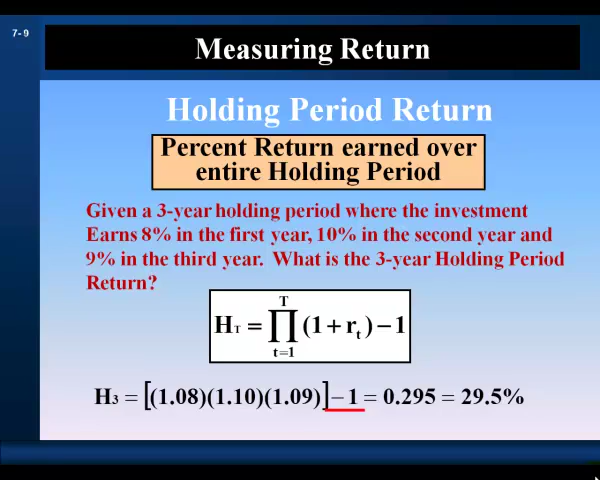 7- 9
Measuring Return
Holding Period Return
Percent Return earned over
entire Holding Period
Given a 3-year holding period where the investment
Earns 8% in the first year, 10% in the second year and
9% in the third year.  What is the 3-year Holding Period
Return?
T
H_T = ∏ (1 + r_t ) − 1
t=1
H_3 = [(1.08)(1.10)(1.09)] − 1 = 0.295 = 29.5%